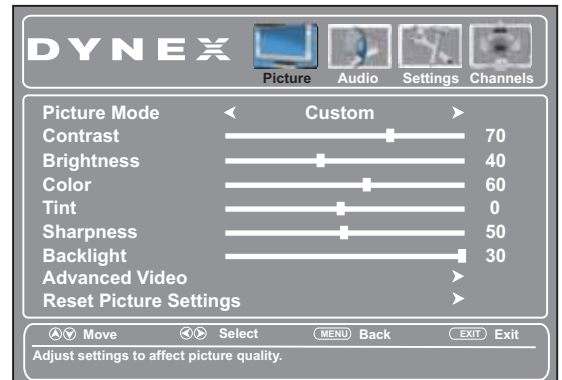 DYNEX
Picture Audio Settings Channels
Picture Mode Custom
Contrast 70
Brightness 40
Color 60
Tint 0
Sharpness 50
Backlight 30
Advanced Video
Reset Picture Settings
Move Select MENU Back EXIT Exit
Adjust settings to affect picture quality.